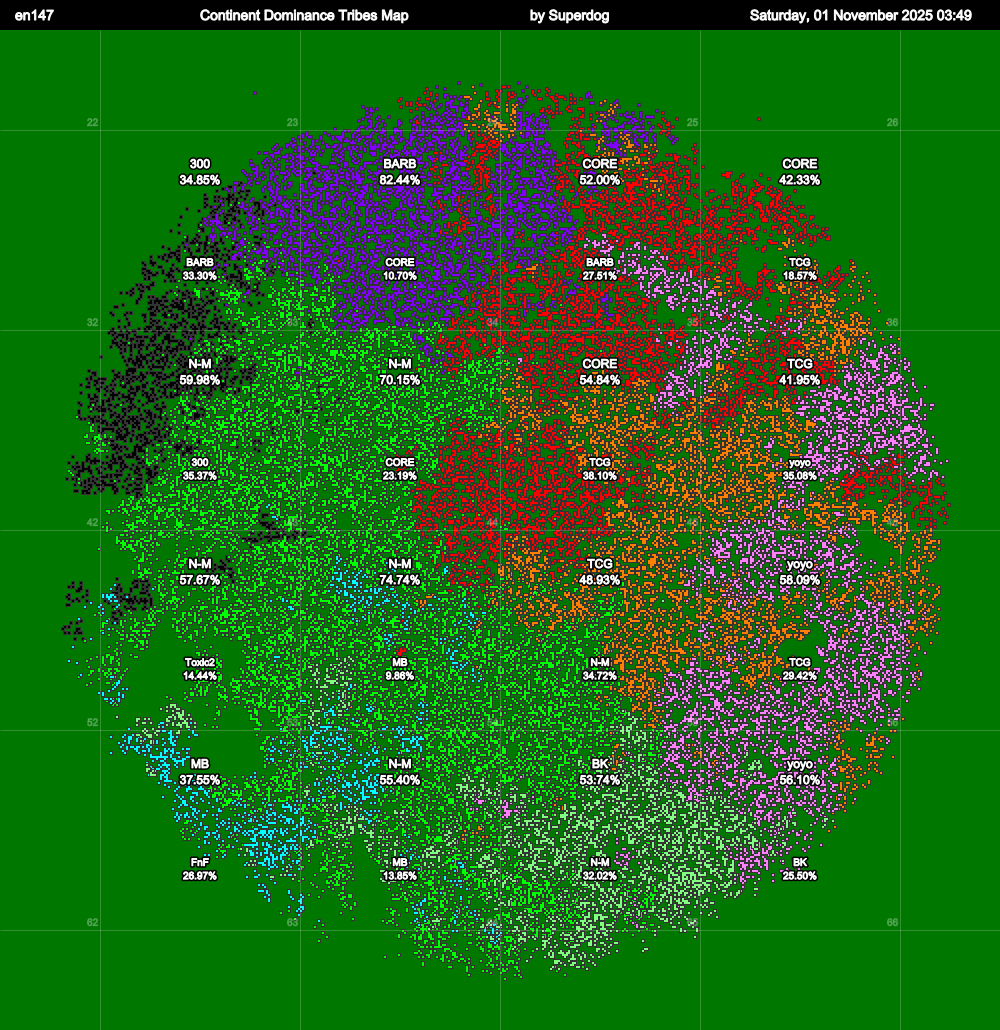 en147 Continent Dominance Tribes Map by Superdog Saturday, 01 November 2025 03:49
22 23 25 26
300 BARB CORE CORE
34.85% 82.44% 52.00% 42.33%
BARB CORE BARB TCG
33.30% 10.70% 27.51% 18.57%
32 33 34 35 36
N-M N-M CORE TCG
59.98% 70.15% 54.84% 41.95%
300 CORE TCG yoyo
35.37% 23.19% 38.10% 35.08%
42 44
N-M N-M TCG yoyo
57.67% 74.74% 48.93% 58.09%
Toxic2 MB N-M TCG
14.44% 9.86% 34.72% 29.42%
52
MB N-M BK yoyo
37.55% 55.40% 53.74% 56.10%
FnF MB N-M BK
26.97% 13.85% 32.02% 25.50%
62 63 66